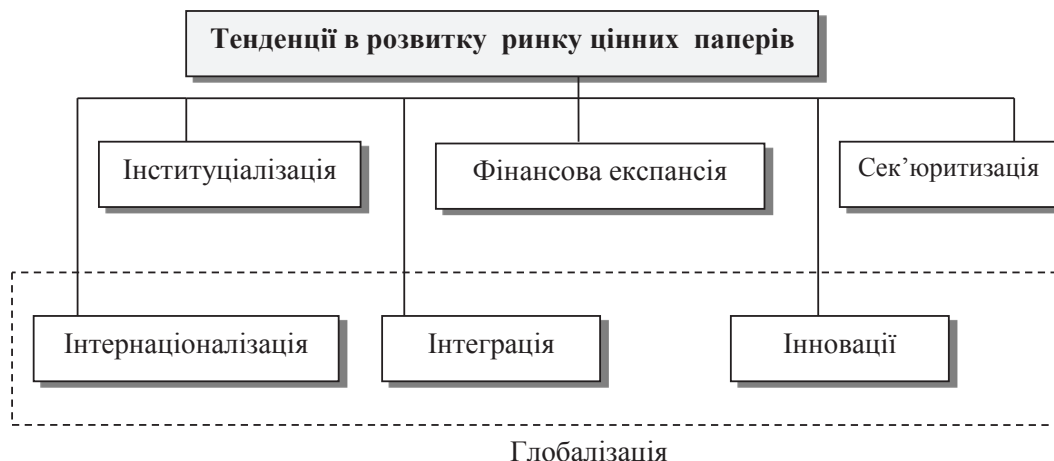 Тенденції в розвитку ринку цінних паперів
Інституціалізація
Фінансова експансія
Сек’юритизація
Інтернаціоналізація
Інтеграція
Інновації
Глобалізація